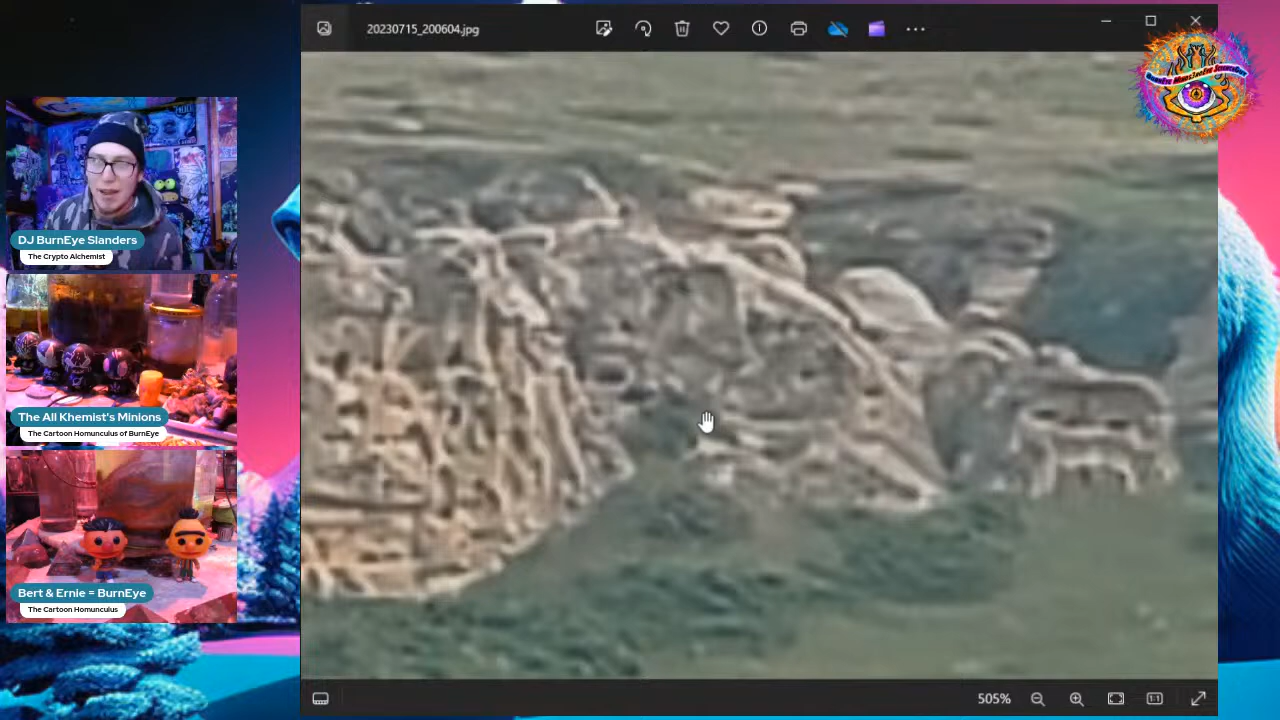 20230715_200604.jpg
DJ BurnEye Slanders
The Crypto Alchemist
The All Khemist's Minions
The Cartoon Homunculus of BurnEye
Bert & Ernie = BurnEye
The Cartoon Homunculus
505%